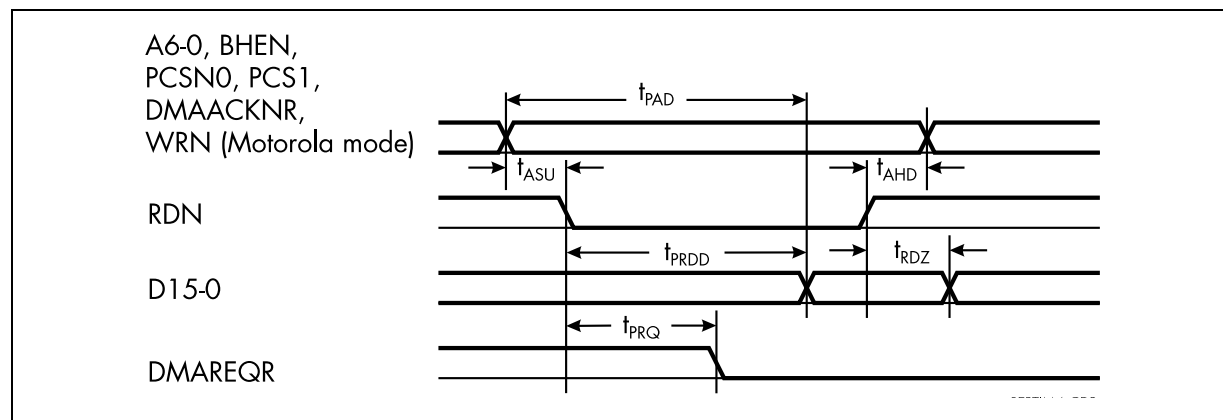 A6-0, BHEN,
PCSN0, PCS1,
DMAACKNR,
WRN (Motorola mode)
tPAD
tASU
tAHD
RDN
tPRDD
tRDZ
D15-0
tPRQ
DMAREQR